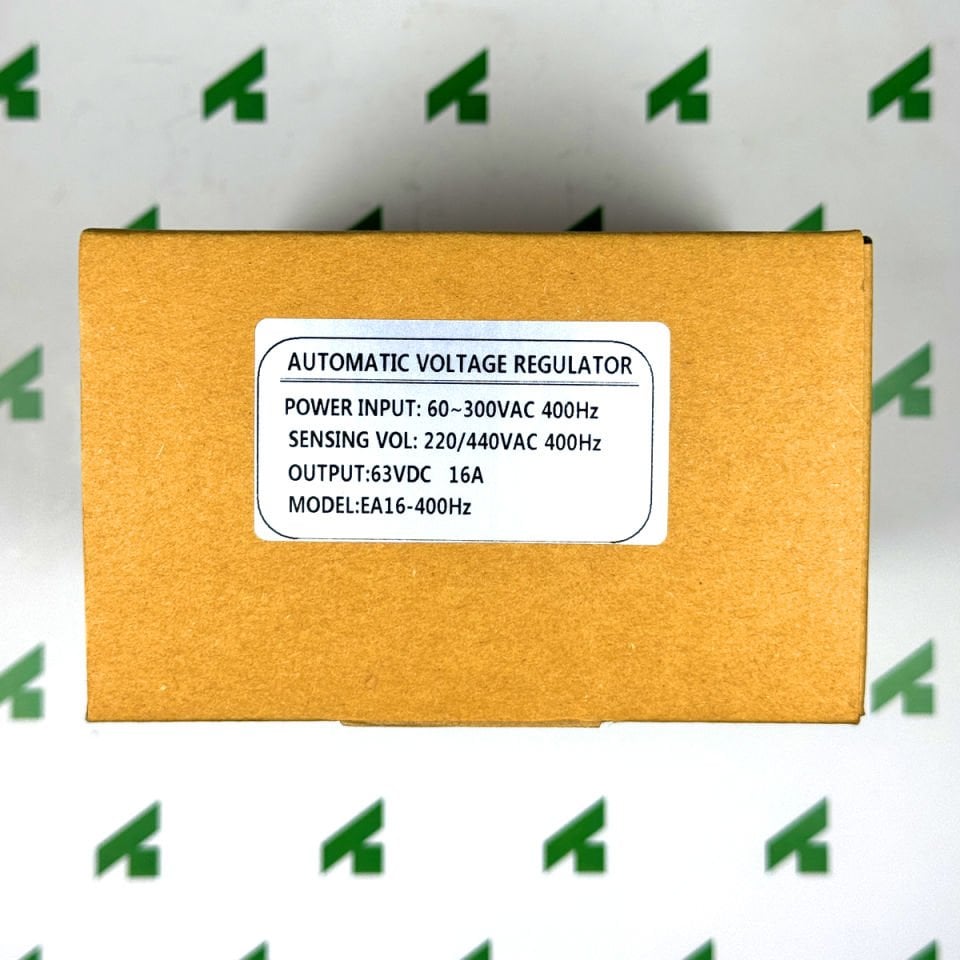 AUTOMATIC VOLTAGE REGULATOR
POWER INPUT: 60~300VAC 400Hz
SENSING VOL: 220/440VAC 400Hz
OUTPUT:63VDC 16A
MODEL:EA16-400Hz